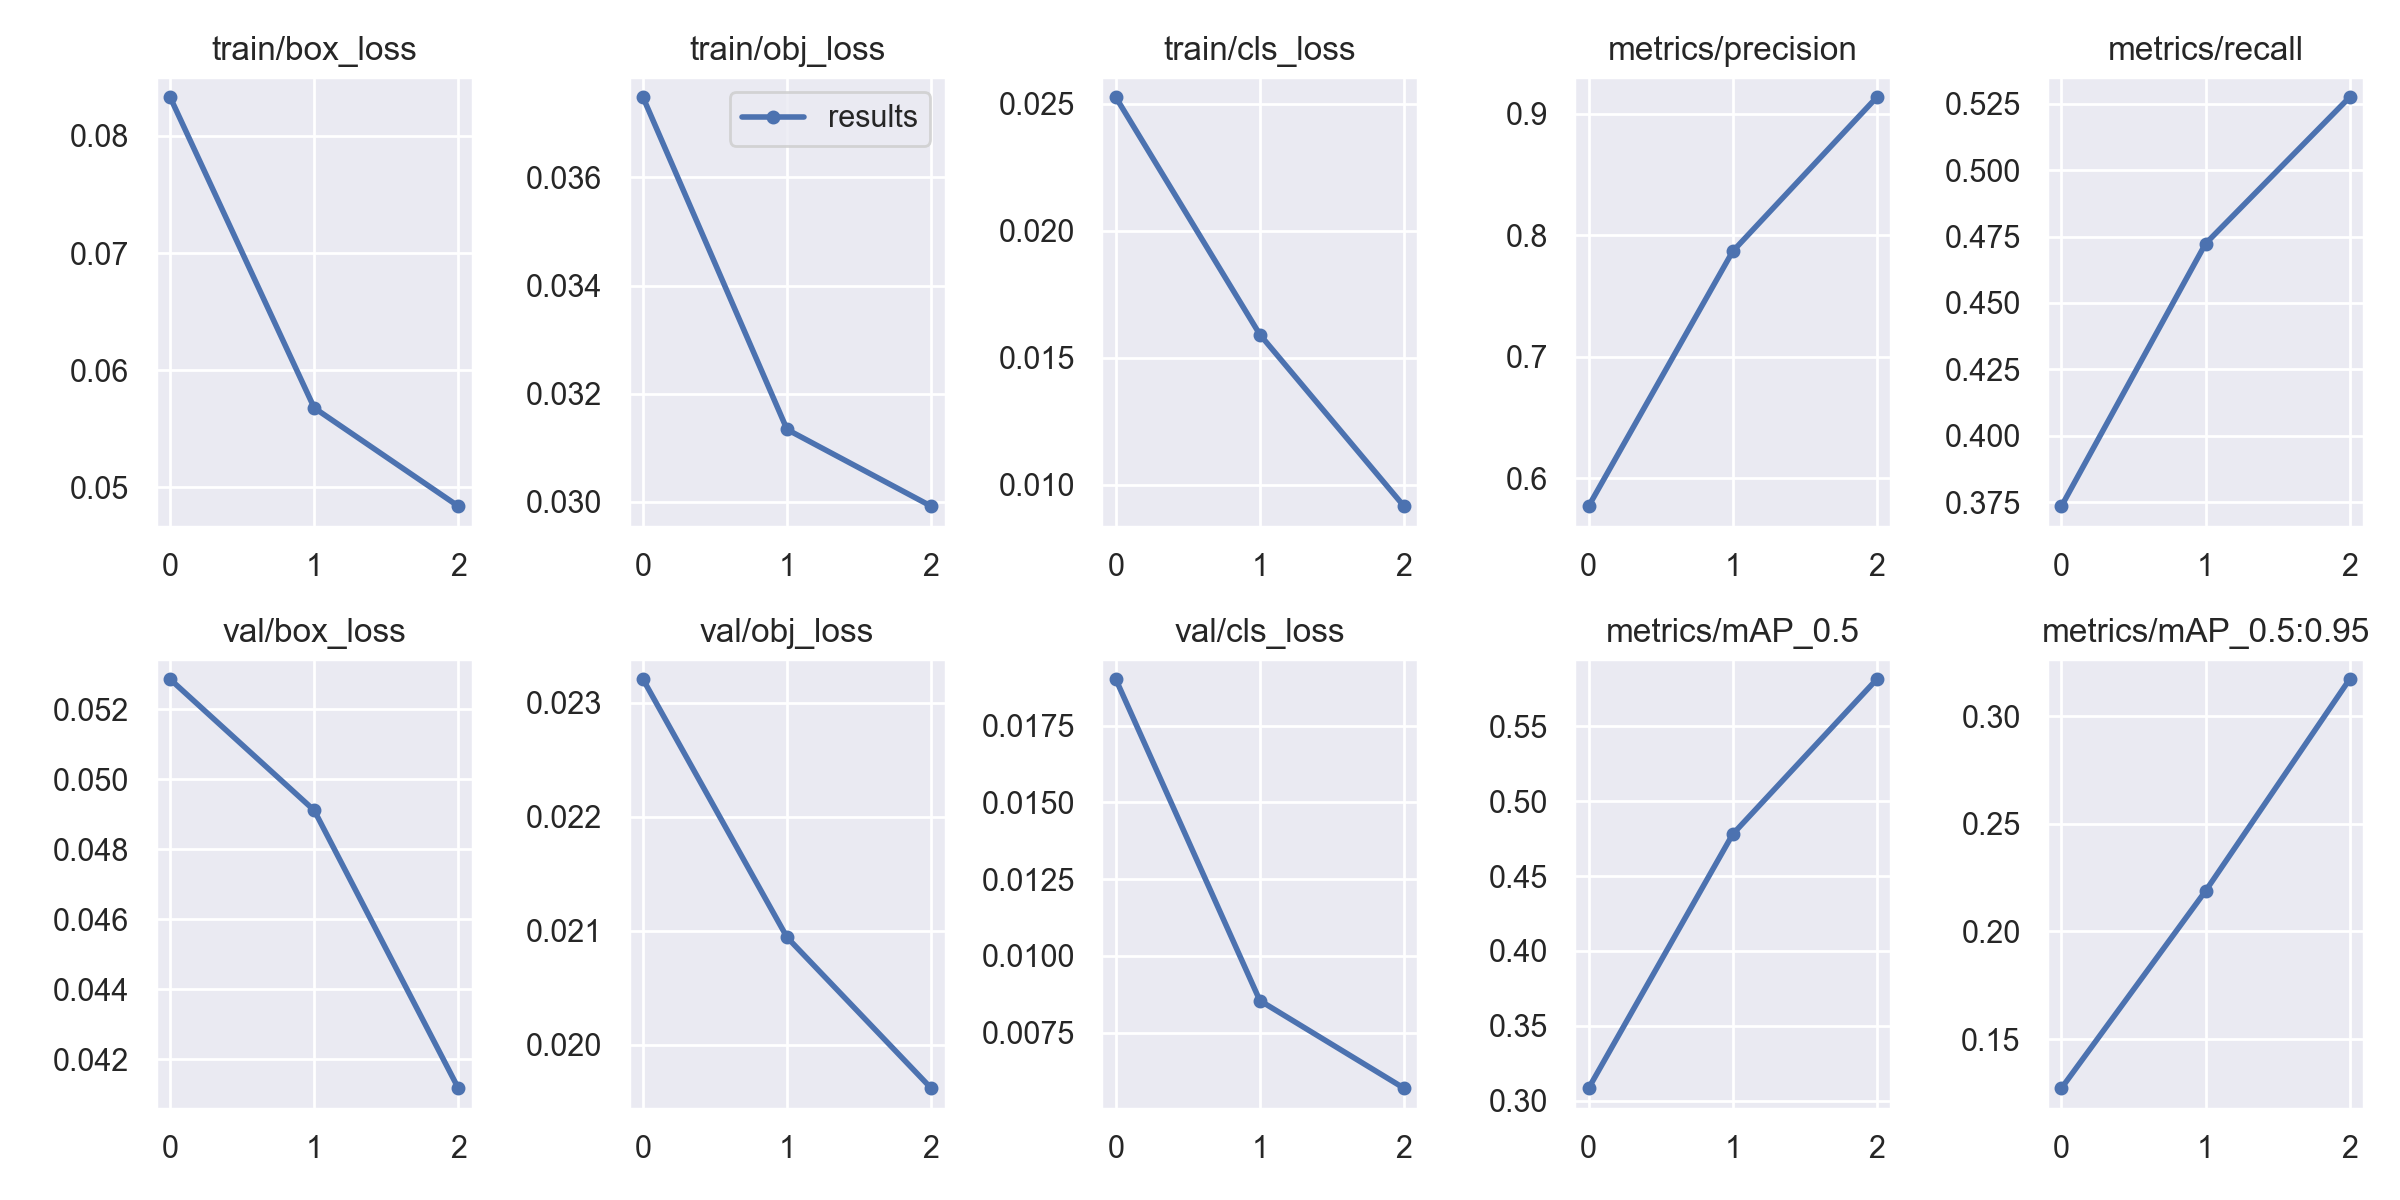 train/box_loss
0.08
0.07
0.06
0.05
0 1 2
train/obj_loss
results
0.036
0.034
0.032
0.030
0 1 2
train/cls_loss
0.025
0.020
0.015
0.010
0 1 2
metrics/precision
0.9
0.8
0.7
0.6
0 1 2
metrics/recall
0.525
0.500
0.475
0.450
0.425
0.400
0.375
0 1 2
val/box_loss
0.052
0.050
0.048
0.046
0.044
0.042
0 1 2
val/obj_loss
0.023
0.022
0.021
0.020
0 1 2
val/cls_loss
0.0175
0.0150
0.0125
0.0100
0.0075
0 1 2
metrics/mAP_0.5
0.55
0.50
0.45
0.40
0.35
0.30
0 1 2
metrics/mAP_0.5:0.95
0.30
0.25
0.20
0.15
0 1 2